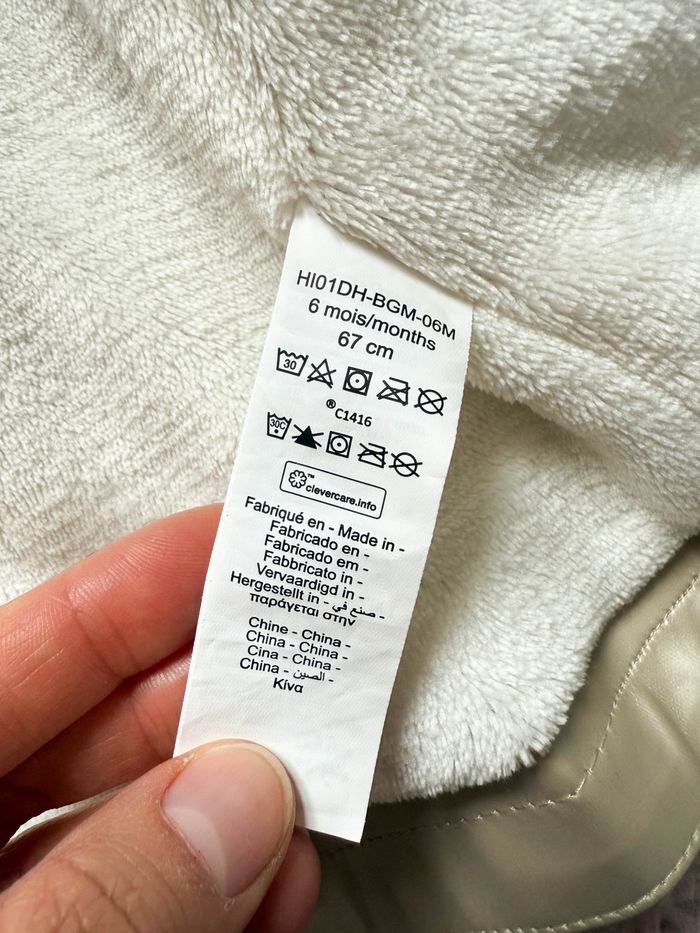 HI01DH-BGM-06M
6 mois/months
67 cm
30
®C1416
30C
™
clevercare.info
Fabriqué en - Made in -
Fabricado en -
Fabricado em -
Fabbricato in -
Vervaardigd in -
Hergestellt in - صنع في -
παράγεται στην
Chine - China -
China - China -
Cina - China -
China - الصين -
Κίνα